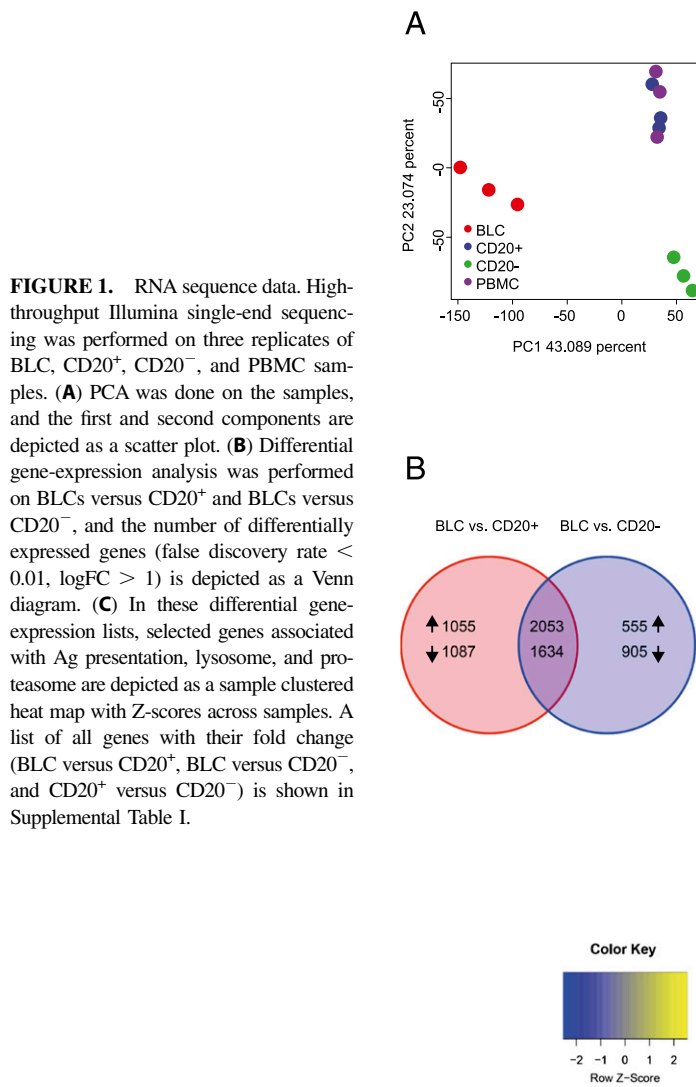 FIGURE 1. RNA sequence data. High-
throughput Illumina single-end sequenc-
ing was performed on three replicates of
BLC, CD20+, CD20−, and PBMC sam-
ples. (A) PCA was done on the samples,
and the first and second components are
depicted as a scatter plot. (B) Differential
gene-expression analysis was performed
on BLCs versus CD20+ and BLCs versus
CD20−, and the number of differentially
expressed genes (false discovery rate <
0.01, logFC > 1) is depicted as a Venn
diagram. (C) In these differential gene-
expression lists, selected genes associated
with Ag presentation, lysosome, and pro-
teasome are depicted as a sample clustered
heat map with Z-scores across samples. A
list of all genes with their fold change
(BLC versus CD20+, BLC versus CD20−,
and CD20+ versus CD20−) is shown in
Supplemental Table I.
A
PC2 23.074 percent
-50
-0
-50
BLC
CD20+
CD20-
PBMC
-150 -100 -50 0 50
PC1 43.089 percent
B
BLC vs. CD20+ BLC vs. CD20-
↑ 1055 2053 555 ↑
↓ 1087 1634 905 ↓
Color Key
−2 −1 0 1 2
Row Z−Score